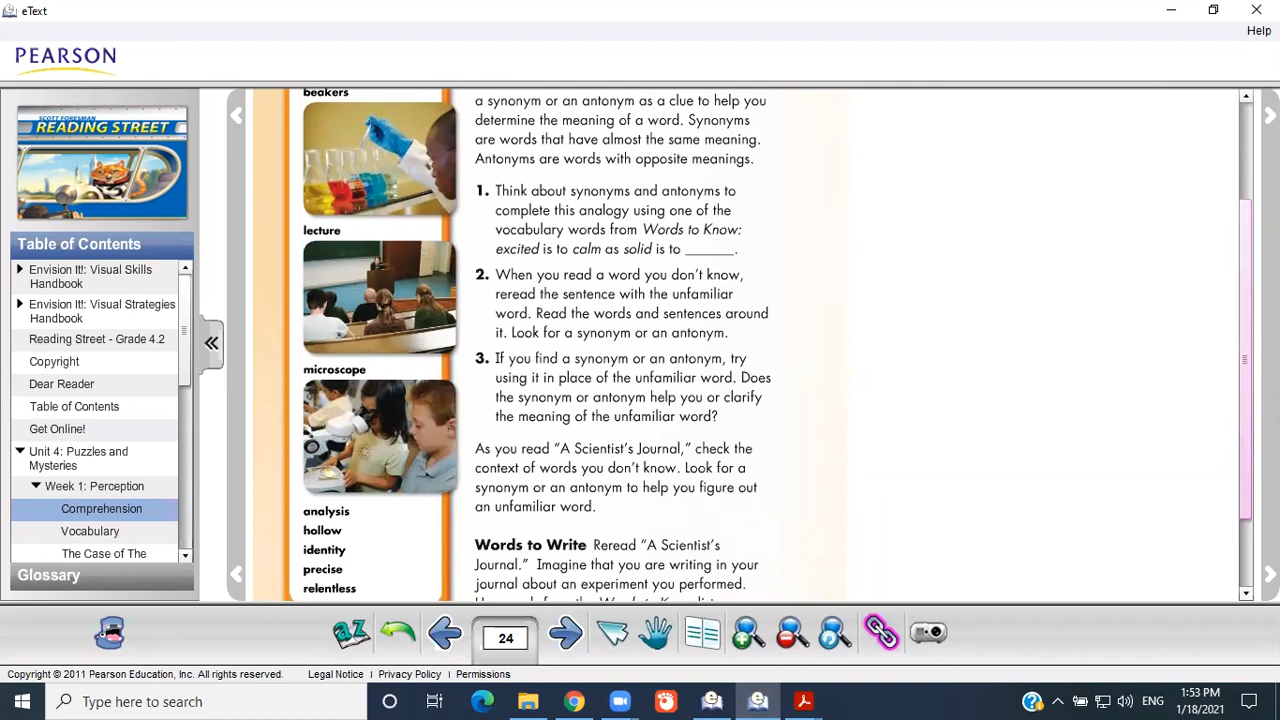 eText
Help
PEARSON
SCOTT FORESMAN
READING STREET
Table of Contents
Envision It!: Visual Skills
Handbook
Envision It!: Visual Strategies
Handbook
Reading Street - Grade 4.2
Copyright
Dear Reader
Table of Contents
Get Online!
Unit 4: Puzzles and
Mysteries
Week 1: Perception
Comprehension
Vocabulary
The Case of The
Glossary
beakers
lecture
microscope
analysis
hollow
identity
precise
relentless
a synonym or an antonym as a clue to help you
determine the meaning of a word. Synonyms
are words that have almost the same meaning.
Antonyms are words with opposite meanings.
1. Think about synonyms and antonyms to
complete this analogy using one of the
vocabulary words from Words to Know:
excited is to calm as solid is to _______.
2. When you read a word you don't know,
reread the sentence with the unfamiliar
word. Read the words and sentences around
it. Look for a synonym or an antonym.
3. If you find a synonym or an antonym, try
using it in place of the unfamiliar word. Does
the synonym or antonym help you or clarify
the meaning of the unfamiliar word?
As you read "A Scientist's Journal," check the
context of words you don't know. Look for a
synonym or an antonym to help you figure out
an unfamiliar word.
Words to Write Reread "A Scientist's
Journal." Imagine that you are writing in your
journal about an experiment you performed.
24
Copyright © 2011 Pearson Education, Inc. All rights reserved. Legal Notice | Privacy Policy | Permissions
Type here to search
ENG
1:53 PM
1/18/2021